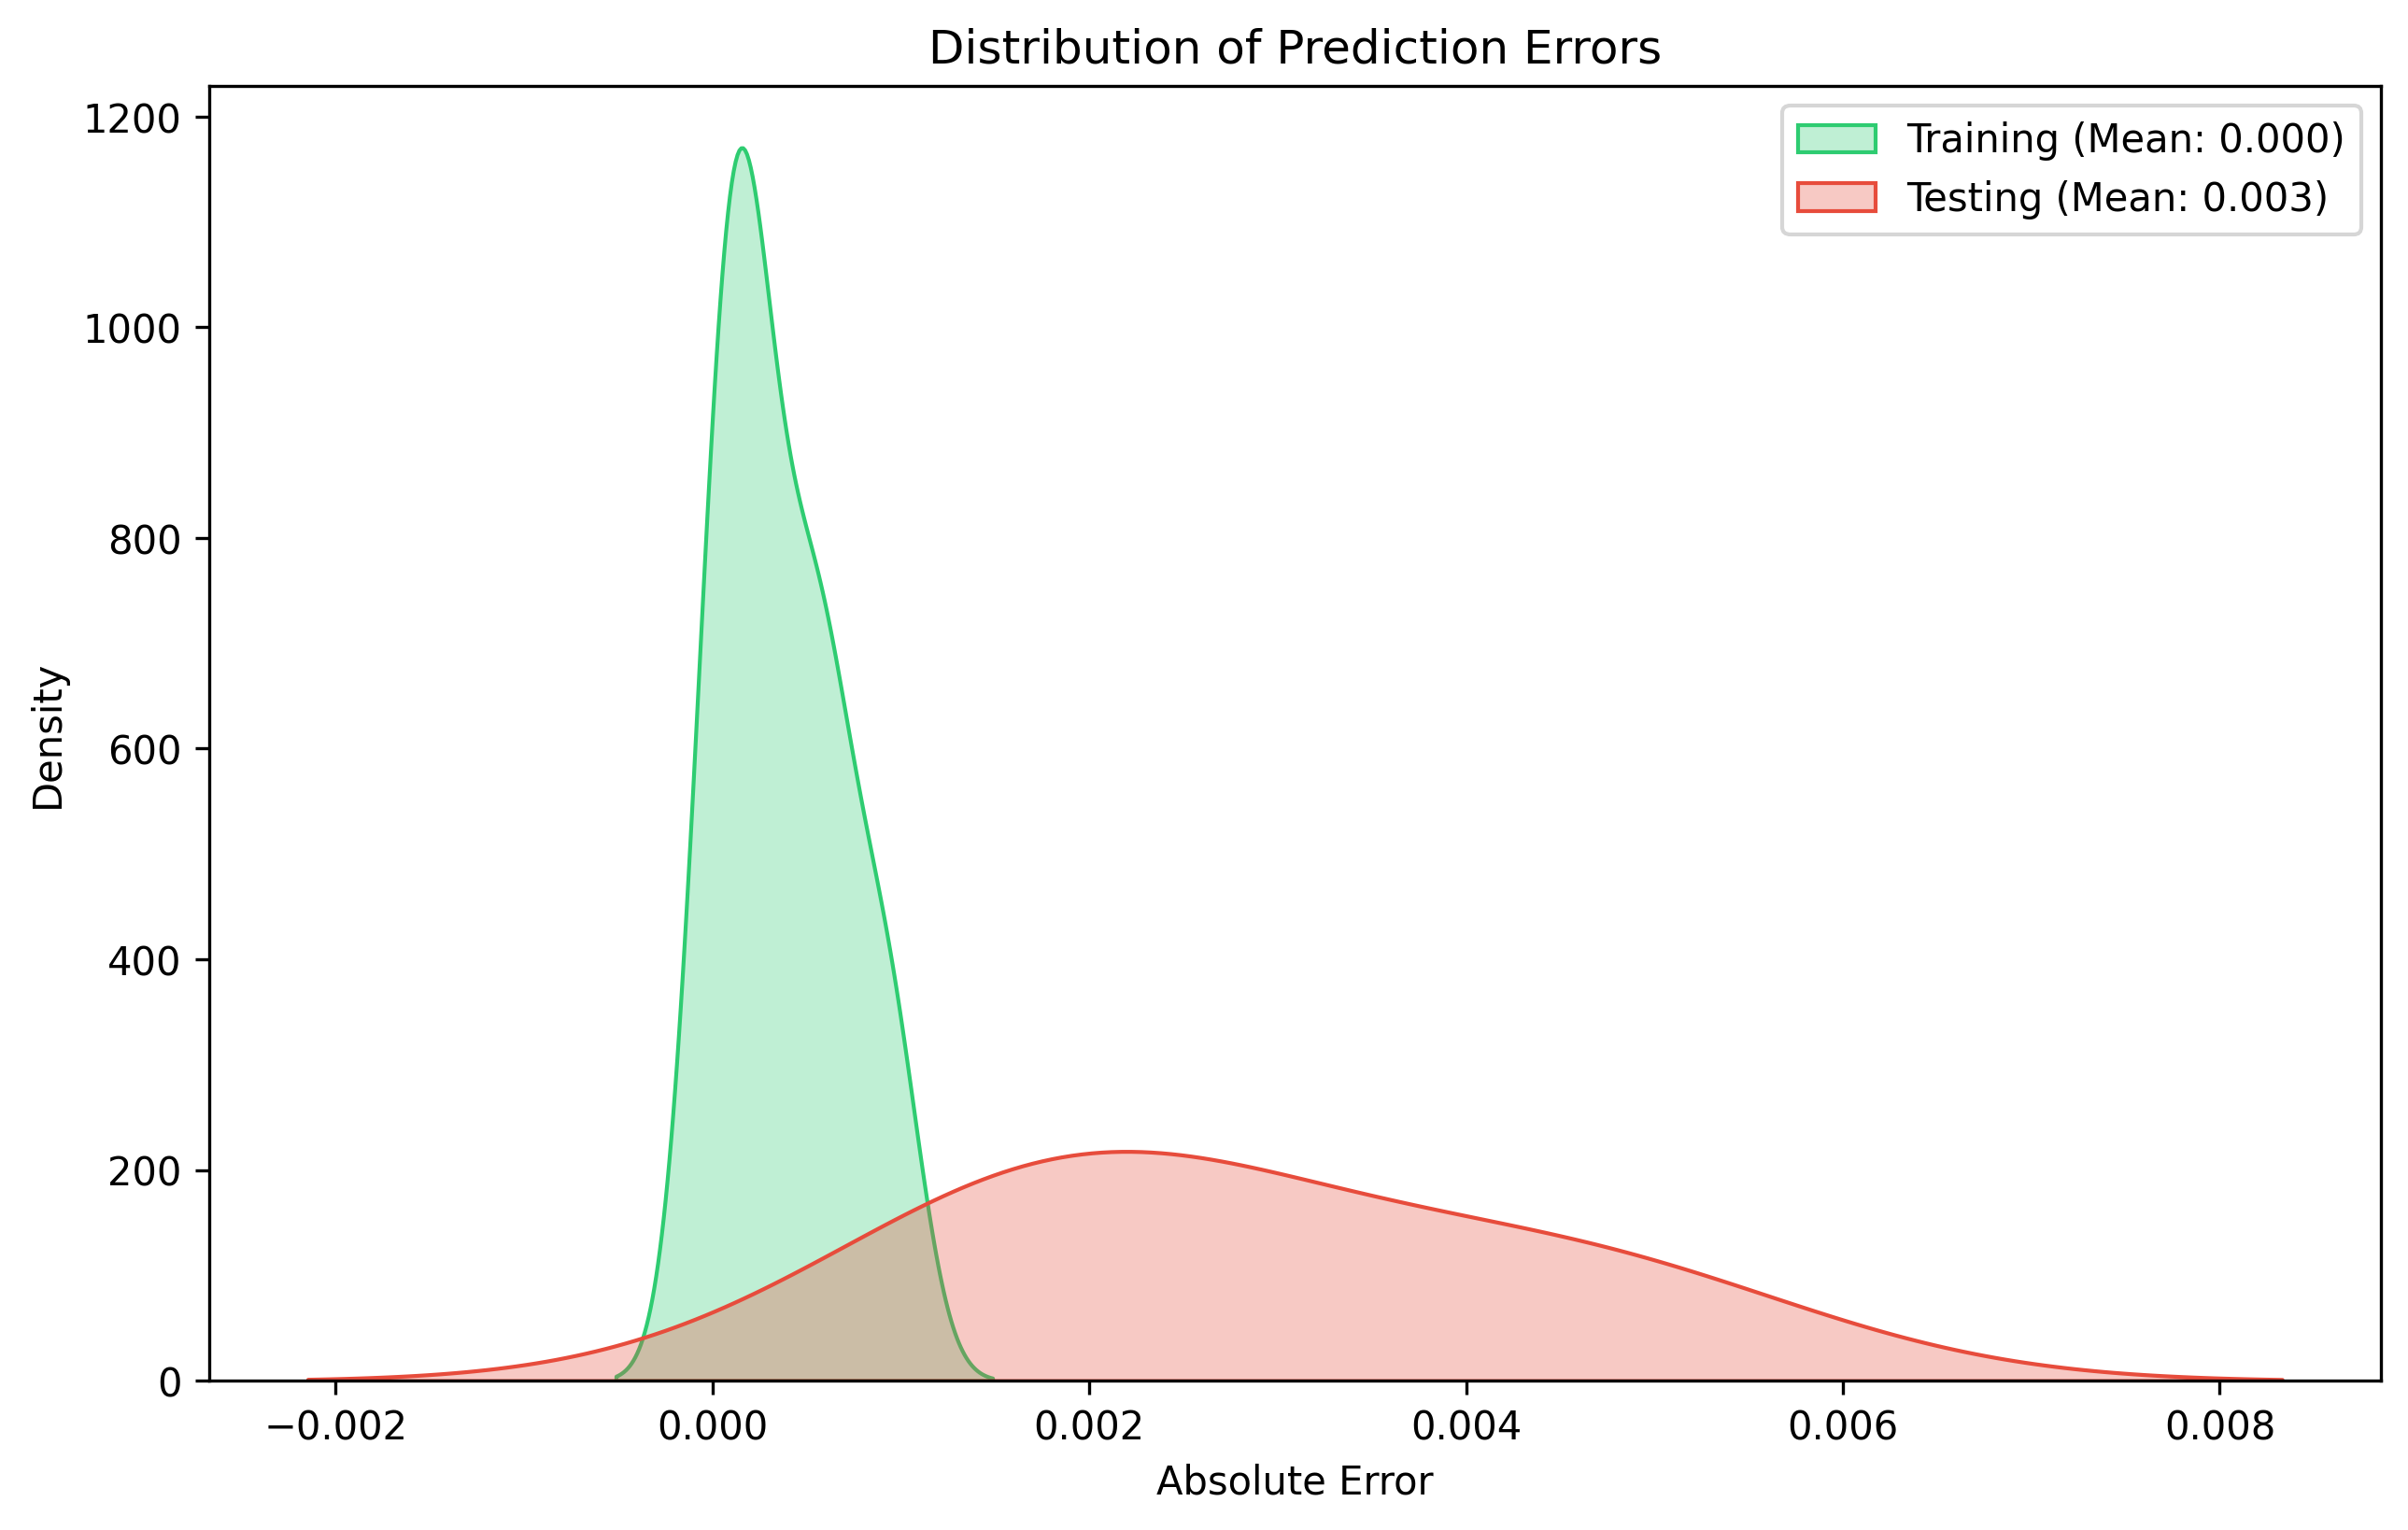 Distribution of Prediction Errors
Training (Mean: 0.000)
Testing (Mean: 0.003)
Density
1200
1000
800
600
400
200
0
−0.002 0.000 0.002 0.004 0.006 0.008
Absolute Error